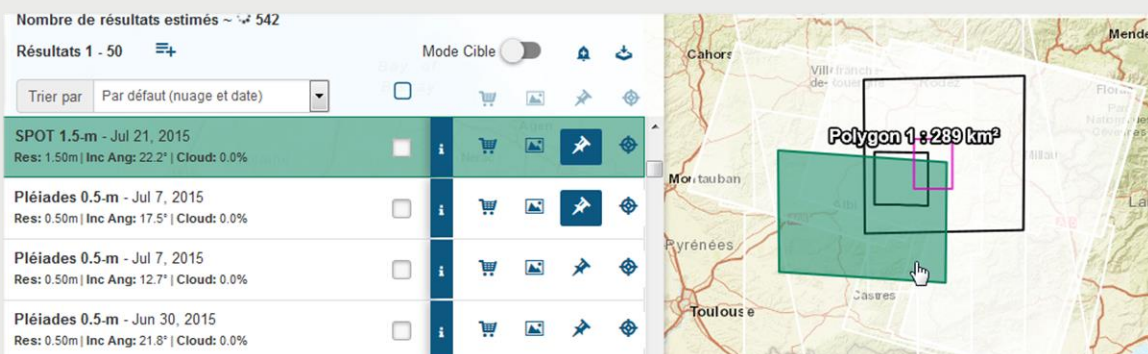 Nombre de résultats estimés ~ 542
Résultats 1 - 50
Mode Cible
Trier par
Par défaut (nuage et date)
SPOT 1.5-m - Jul 21, 2015
Res: 1.50m | Inc Ang: 22.2° | Cloud: 0.0%
Pléiades 0.5-m - Jul 7, 2015
Res: 0.50m | Inc Ang: 17.5° | Cloud: 0.0%
Pléiades 0.5-m - Jul 7, 2015
Res: 0.50m | Inc Ang: 12.7° | Cloud: 0.0%
Pléiades 0.5-m - Jun 30, 2015
Res: 0.50m | Inc Ang: 21.8° | Cloud: 0.0%
Mende
Cahors
Rodez
Polygon 1 : 289 km²
Millau
Montauban
Albi
Pyrénées
Castres
Toulouse